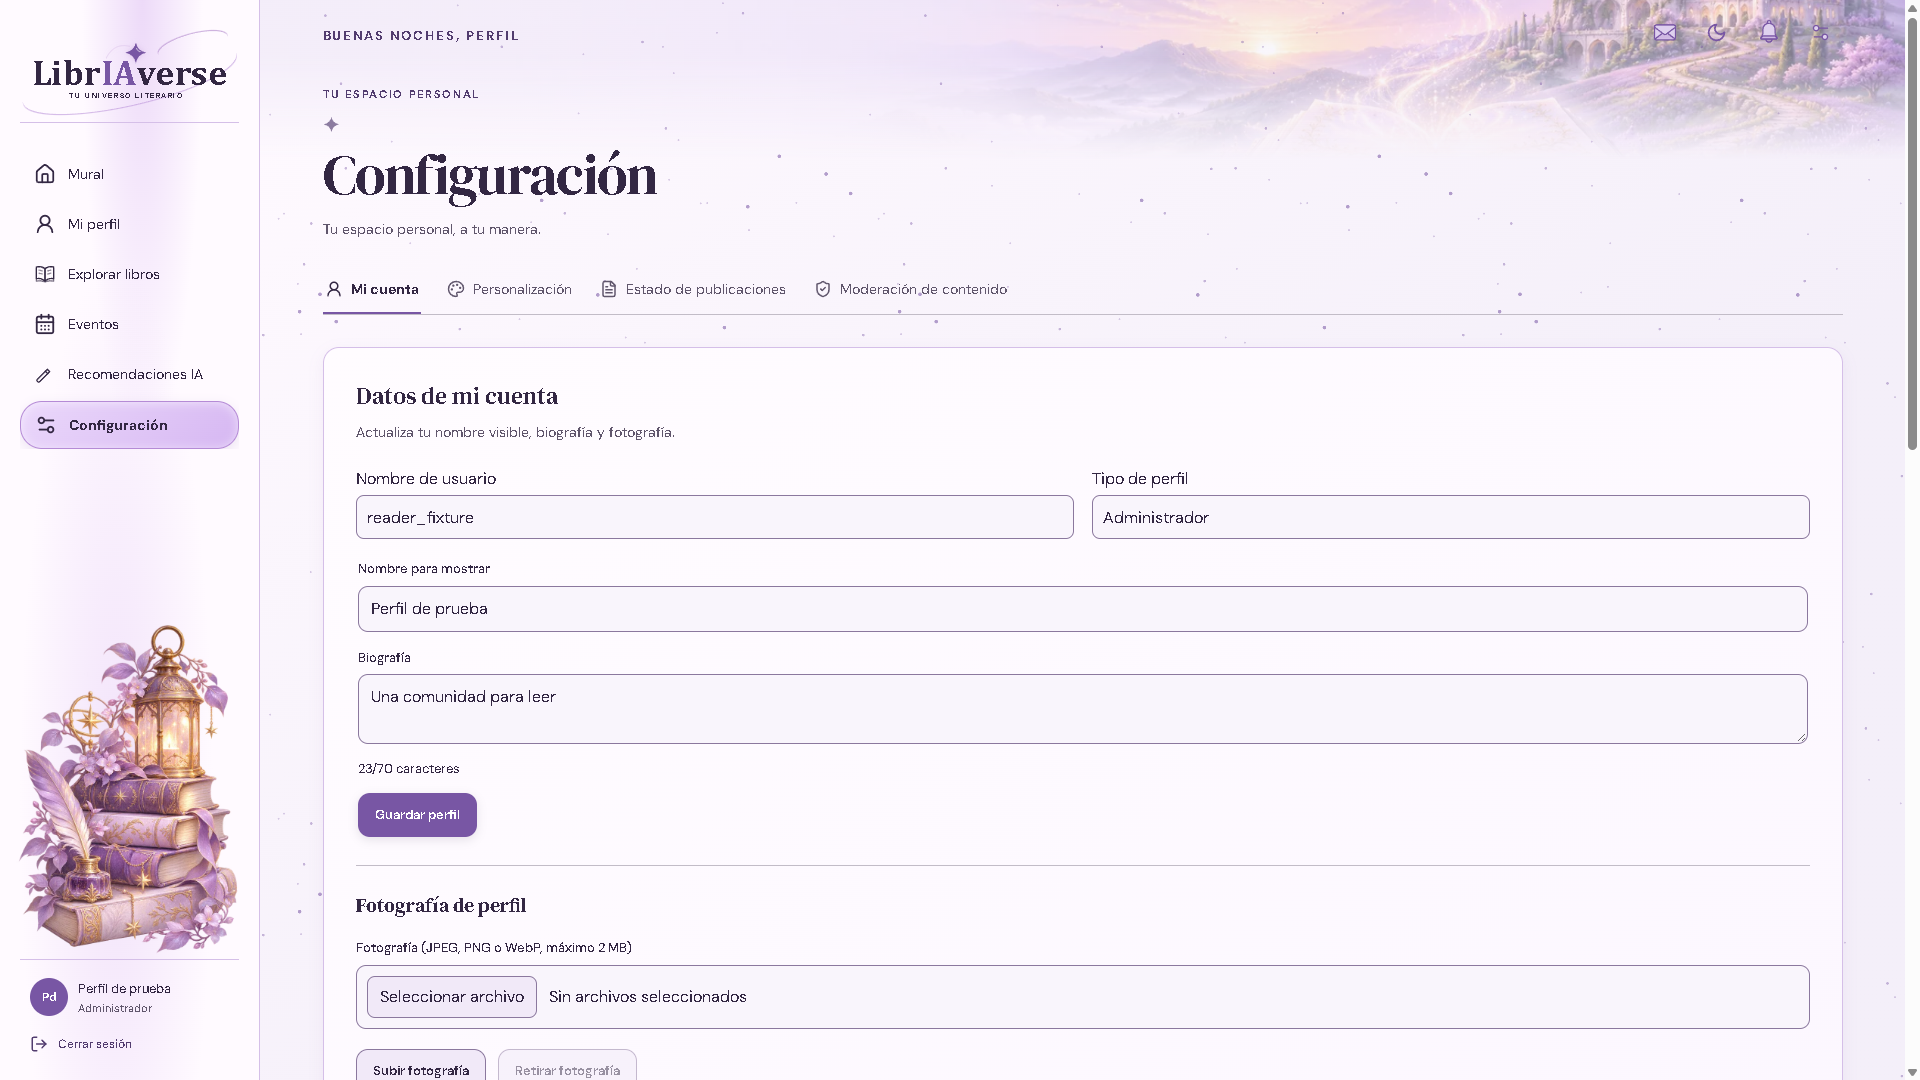 LibrIAverse
TU UNIVERSO LITERARIO
Mural
Mi perfil
Explorar libros
Eventos
Recomendaciones IA
Configuración
Pd
Perfil de prueba
Administrador
Cerrar sesión
BUENAS NOCHES, PERFIL
TU ESPACIO PERSONAL
Configuración
Tu espacio personal, a tu manera.
Mi cuenta
Personalización
Estado de publicaciones
Moderación de contenido
Datos de mi cuenta
Actualiza tu nombre visible, biografía y fotografía.
Nombre de usuario
reader_fixture
Tipo de perfil
Administrador
Nombre para mostrar
Perfil de prueba
Biografía
Una comunidad para leer
23/70 caracteres
Guardar perfil
Fotografía de perfil
Fotografía (JPEG, PNG o WebP, máximo 2 MB)
Seleccionar archivo
Sin archivos seleccionados
Subir fotografía
Retirar fotografía